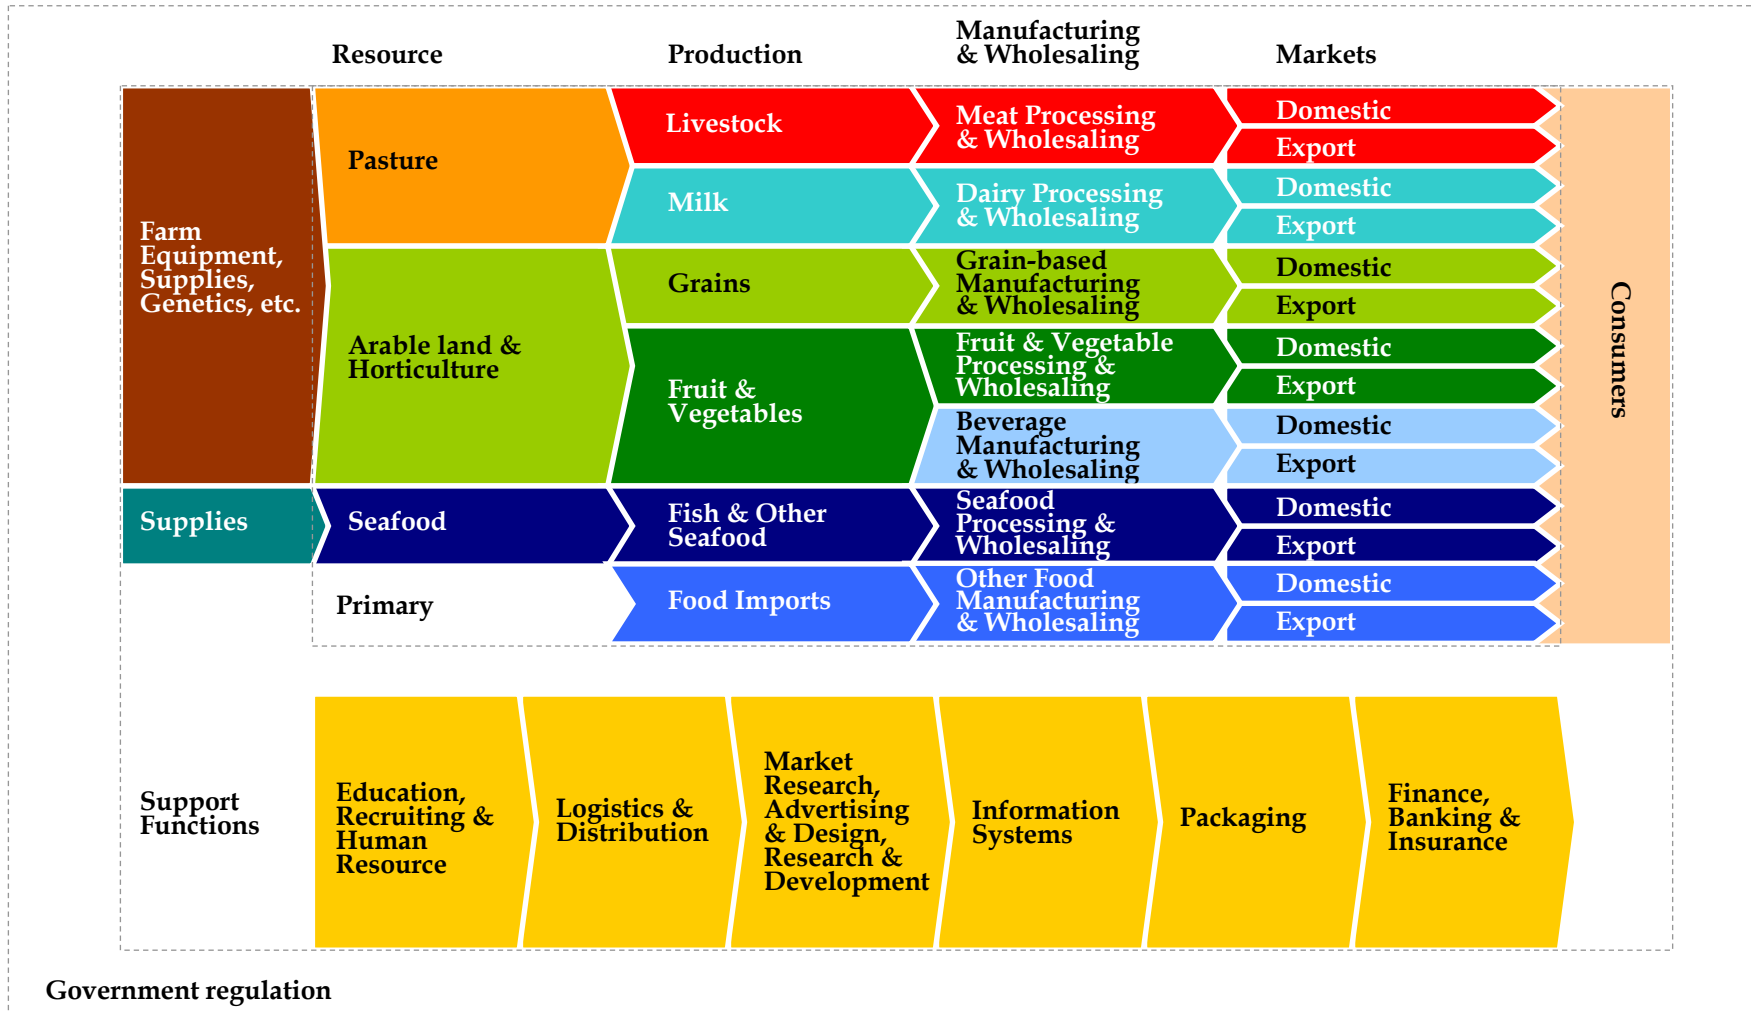 Resource
Production
Manufacturing
& Wholesaling
Markets
Farm
Equipment,
Supplies,
Genetics, etc.
Pasture
Livestock
Meat Processing
& Wholesaling
Domestic
Export
Milk
Dairy Processing
& Wholesaling
Domestic
Export
Arable land &
Horticulture
Grains
Grain-based
Manufacturing
& Wholesaling
Domestic
Export
Fruit &
Vegetables
Fruit & Vegetable
Processing &
Wholesaling
Domestic
Export
Beverage
Manufacturing
& Wholesaling
Domestic
Export
Supplies
Seafood
Fish & Other
Seafood
Seafood
Processing &
Wholesaling
Domestic
Export
Primary
Food Imports
Other Food
Manufacturing
& Wholesaling
Domestic
Export
Consumers
Support
Functions
Education,
Recruiting &
Human
Resource
Logistics &
Distribution
Market
Research,
Advertising
& Design,
Research &
Development
Information
Systems
Packaging
Finance,
Banking &
Insurance
Government regulation